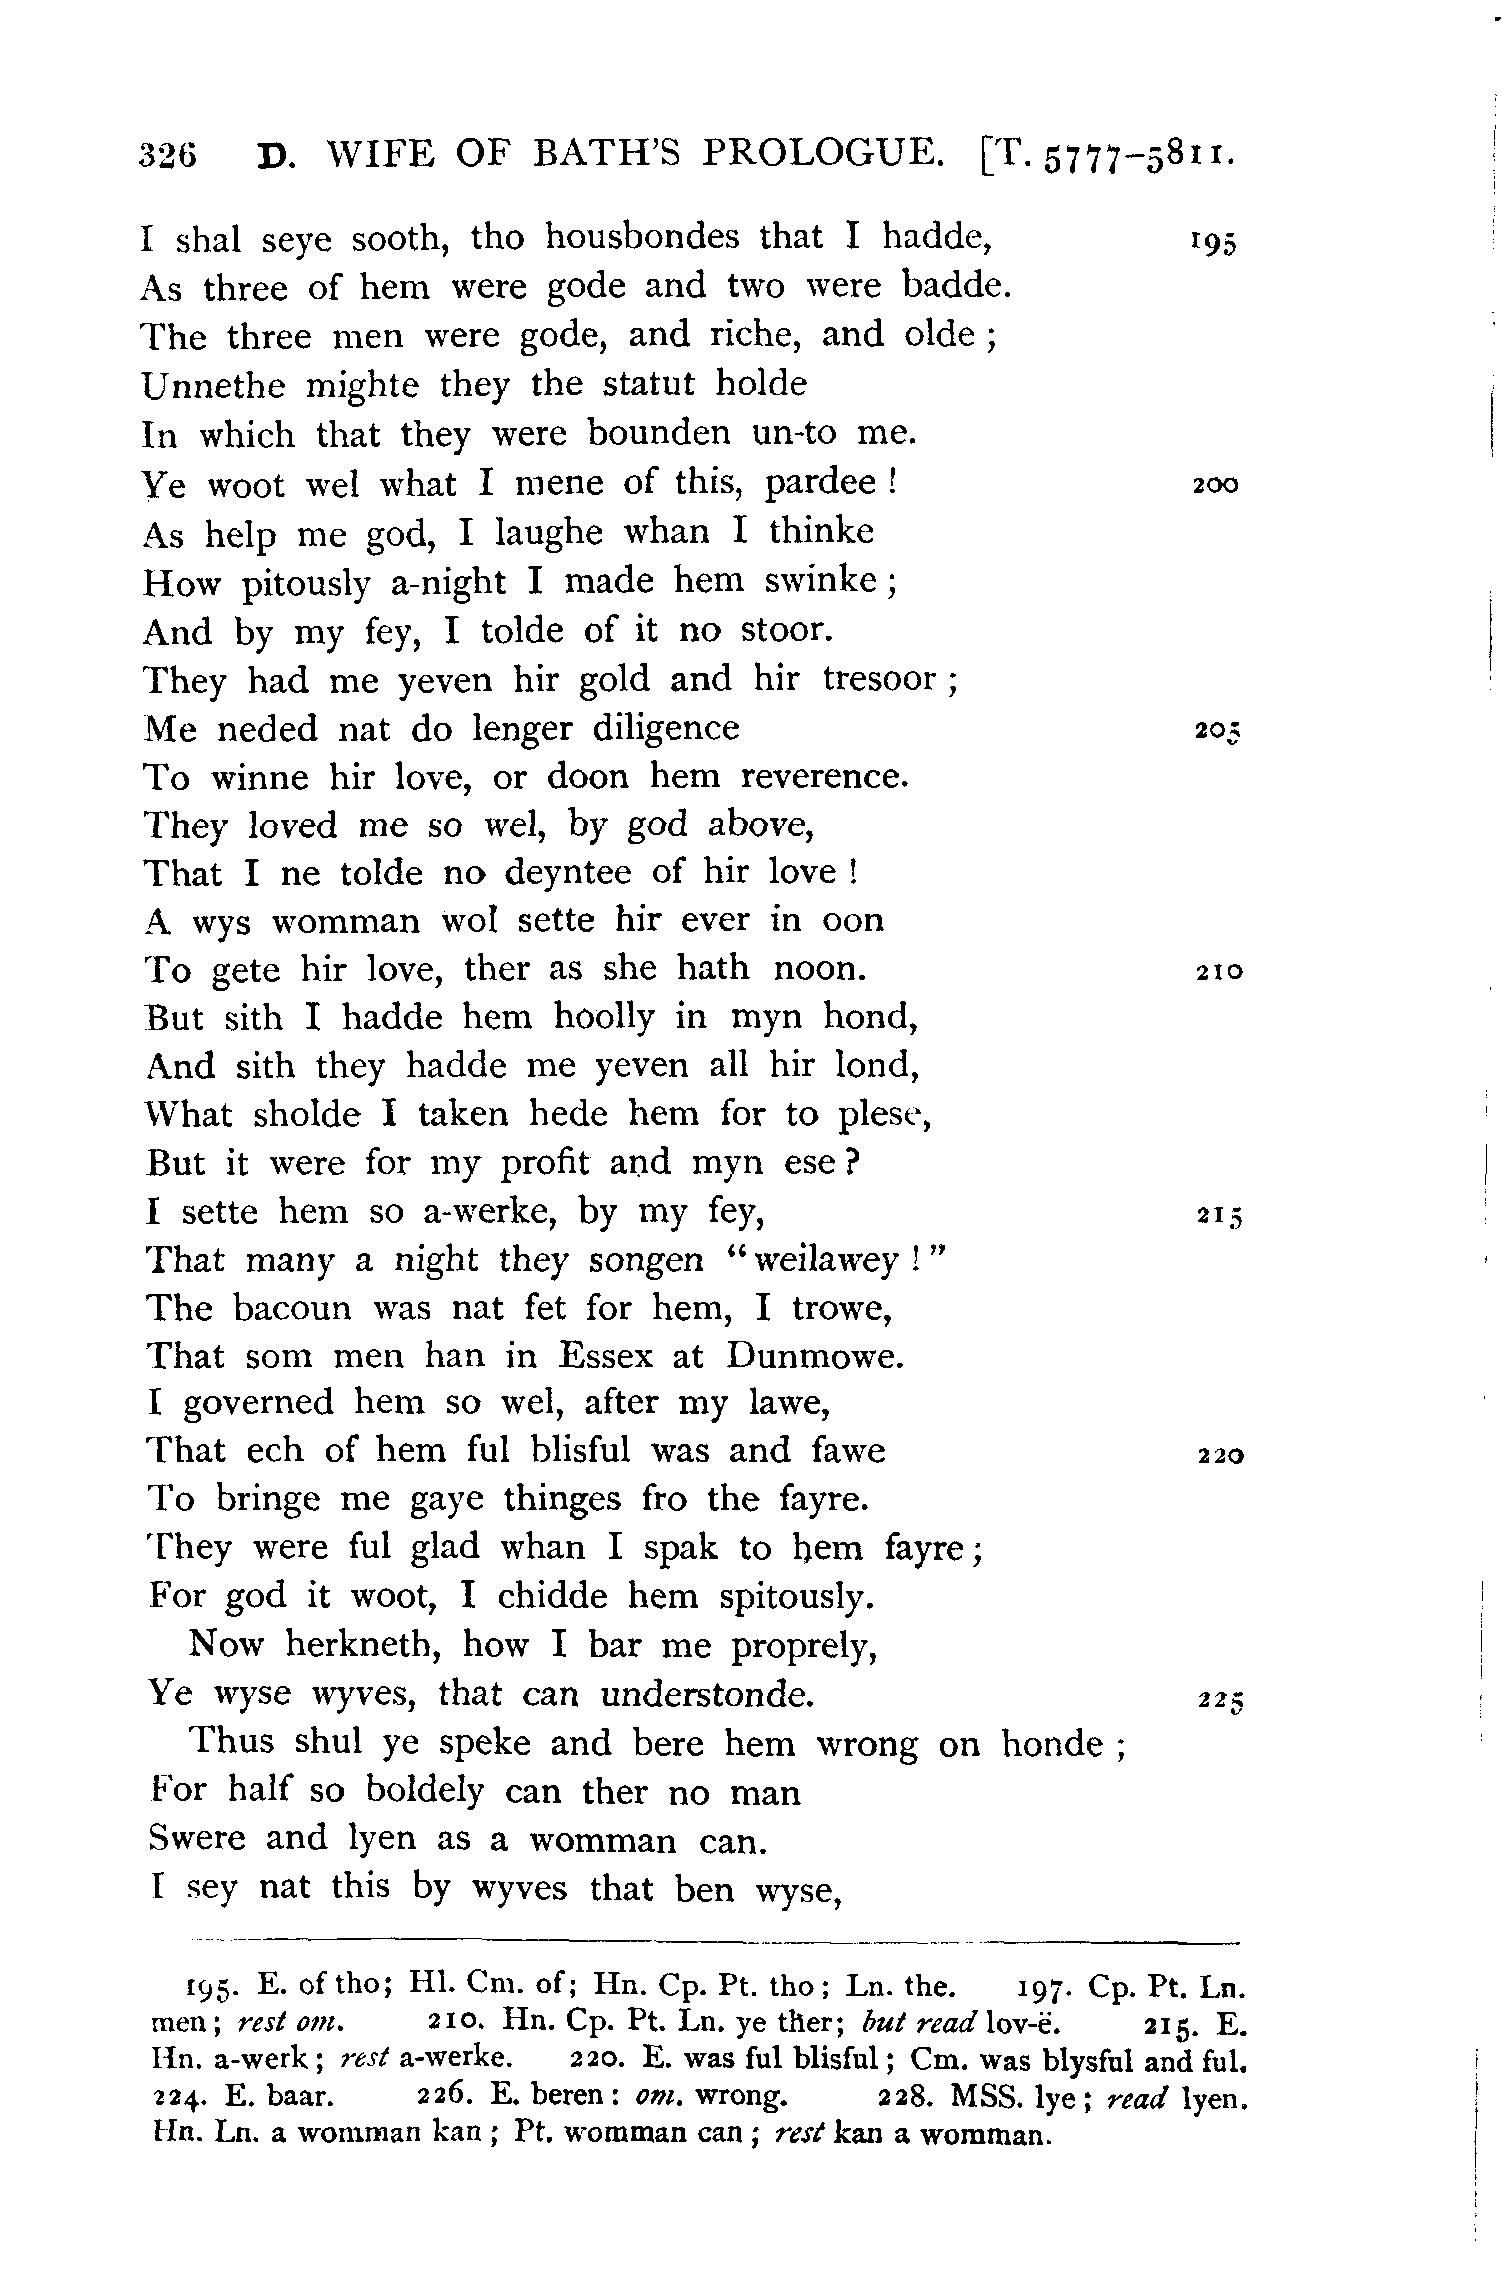 326 D. WIFE OF BATH'S PROLOGUE. [T. 5777-5811.
I shal seye sooth, tho housbondes that I hadde, 195
As three of hem were gode and two were badde.
The three men were gode, and riche, and olde ;
Unnethe mighte they the statut holde
In which that they were bounden un-to me.
Ye woot wel what I mene of this, pardee ! 200
As help me god, I laughe whan I thinke
How pitously a-night I made hem swinke ;
And by my fey, I tolde of it no stoor.
They had me yeven hir gold and hir tresoor ;
Me neded nat do lenger diligence 205
To winne hir love, or doon hem reverence.
They loved me so wel, by god above,
That I ne tolde no deyntee of hir love !
A wys womman wol sette hir ever in oon
To gete hir love, ther as she hath noon. 210
But sith I hadde hem hoolly in myn hond,
And sith they hadde me yeven all hir lond,
What sholde I taken hede hem for to plese,
But it were for my profit and myn ese ?
I sette hem so a-werke, by my fey, 215
That many a night they songen “ weilawey ! ”
The bacoun was nat fet for hem, I trowe,
That som men han in Essex at Dunmowe.
I governed hem so wel, after my lawe,
That ech of hem ful blisful was and fawe 220
To bringe me gaye thinges fro the fayre.
They were ful glad whan I spak to hem fayre ;
For god it woot, I chidde hem spitously.
Now herkneth, how I bar me proprely,
Ye wyse wyves, that can understonde. 225
Thus shul ye speke and bere hem wrong on honde ;
For half so boldely can ther no man
Swere and lyen as a womman can.
I sey nat this by wyves that ben wyse,
195. E. of tho; Hl. Cm. of; Hn. Cp. Pt. tho ; Ln. the. 197. Cp. Pt. Ln.
men ; rest om. 210. Hn. Cp. Pt. Ln. ye ther; but read lov-ë. 215. E.
Hn. a-werk ; rest a-werke. 220. E. was ful blisful ; Cm. was blysful and ful.
224. E. baar. 226. E. beren : om. wrong. 228. MSS. lye ; read lyen.
Hn. Ln. a womman kan ; Pt. womman can ; rest kan a womman.